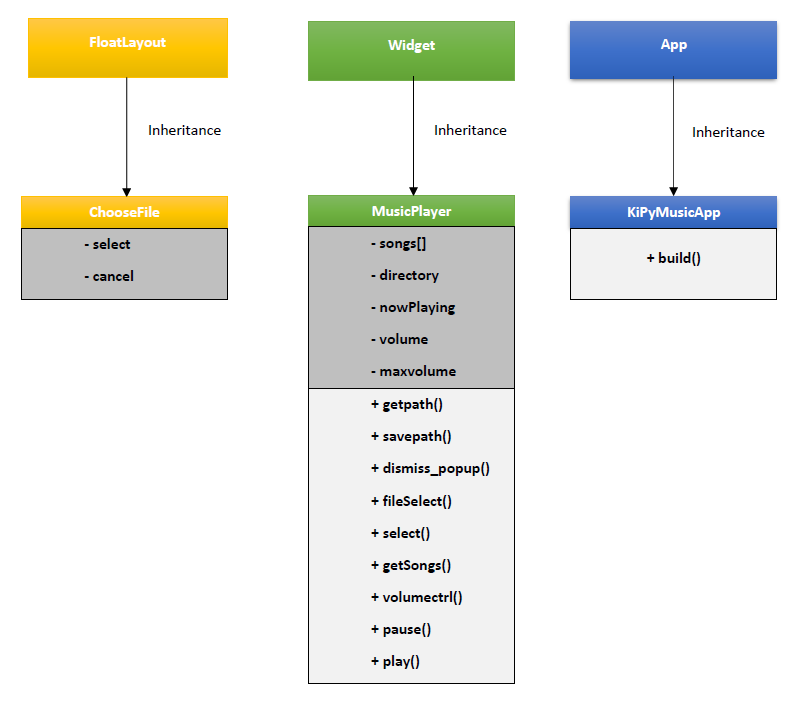 FloatLayout
Inheritance
ChooseFile
- select
- cancel
Widget
Inheritance
MusicPlayer
- songs[]
- directory
- nowPlaying
- volume
- maxvolume
+ getpath()
+ savepath()
+ dismiss_popup()
+ fileSelect()
+ select()
+ getSongs()
+ volumectrl()
+ pause()
+ play()
App
Inheritance
KiPyMusicApp
+ build()